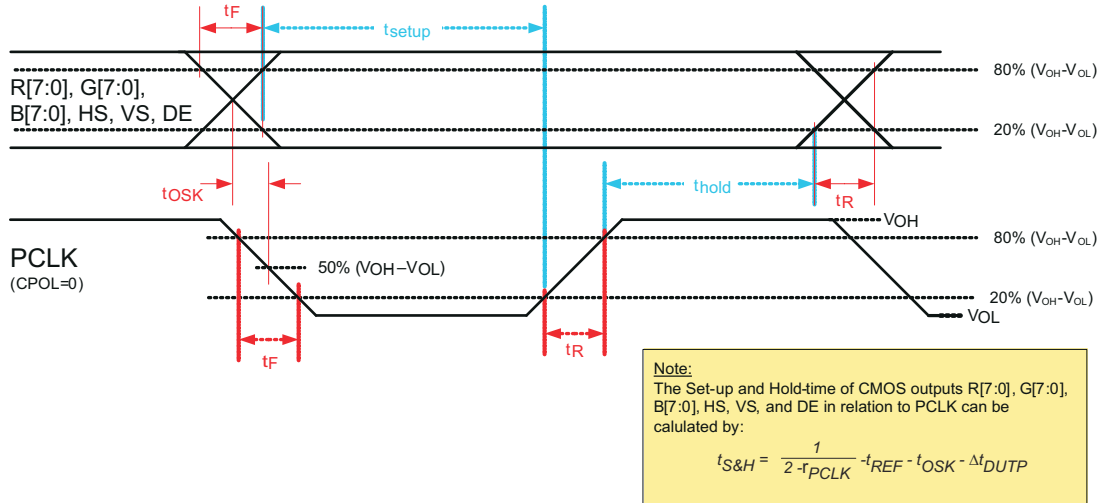 tF
tsetup
80% (VOH-VOL)
R[7:0], G[7:0],
B[7:0], HS, VS, DE
20% (VOH-VOL)
tOSK
thold
tR
VOH
80% (VOH-VOL)
PCLK
(CPOL=0)
50% (VOH–VOL)
20% (VOH-VOL)
VOL
tF
tR
Note:
The Set-up and Hold-time of CMOS outputs R[7:0], G[7:0],
B[7:0], HS, VS, and DE in relation to PCLK can be
calulated by:
tS&H = 1 / 2 -rPCLK -tREF - tOSK - ΔtDUTP